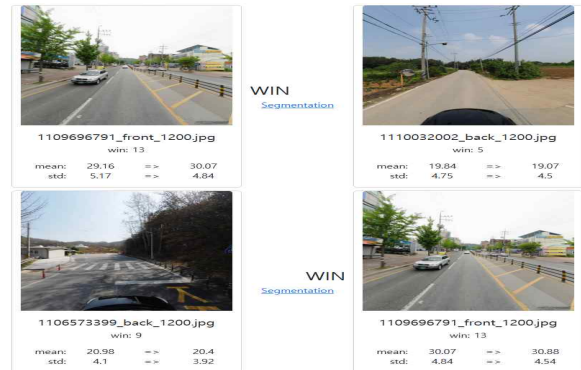 WIN
Segmentation
1109696791_front_1200.jpg
win: 13
mean: 29.16 => 30.07
std: 5.17 => 4.84
1110032002_back_1200.jpg
win: 5
mean: 19.84 => 19.07
std: 4.75 => 4.5
WIN
Segmentation
1106573399_back_1200.jpg
win: 9
mean: 20.98 => 20.4
std: 4.1 => 3.92
1109696791_front_1200.jpg
win: 13
mean: 30.07 => 30.88
std: 4.84 => 4.54